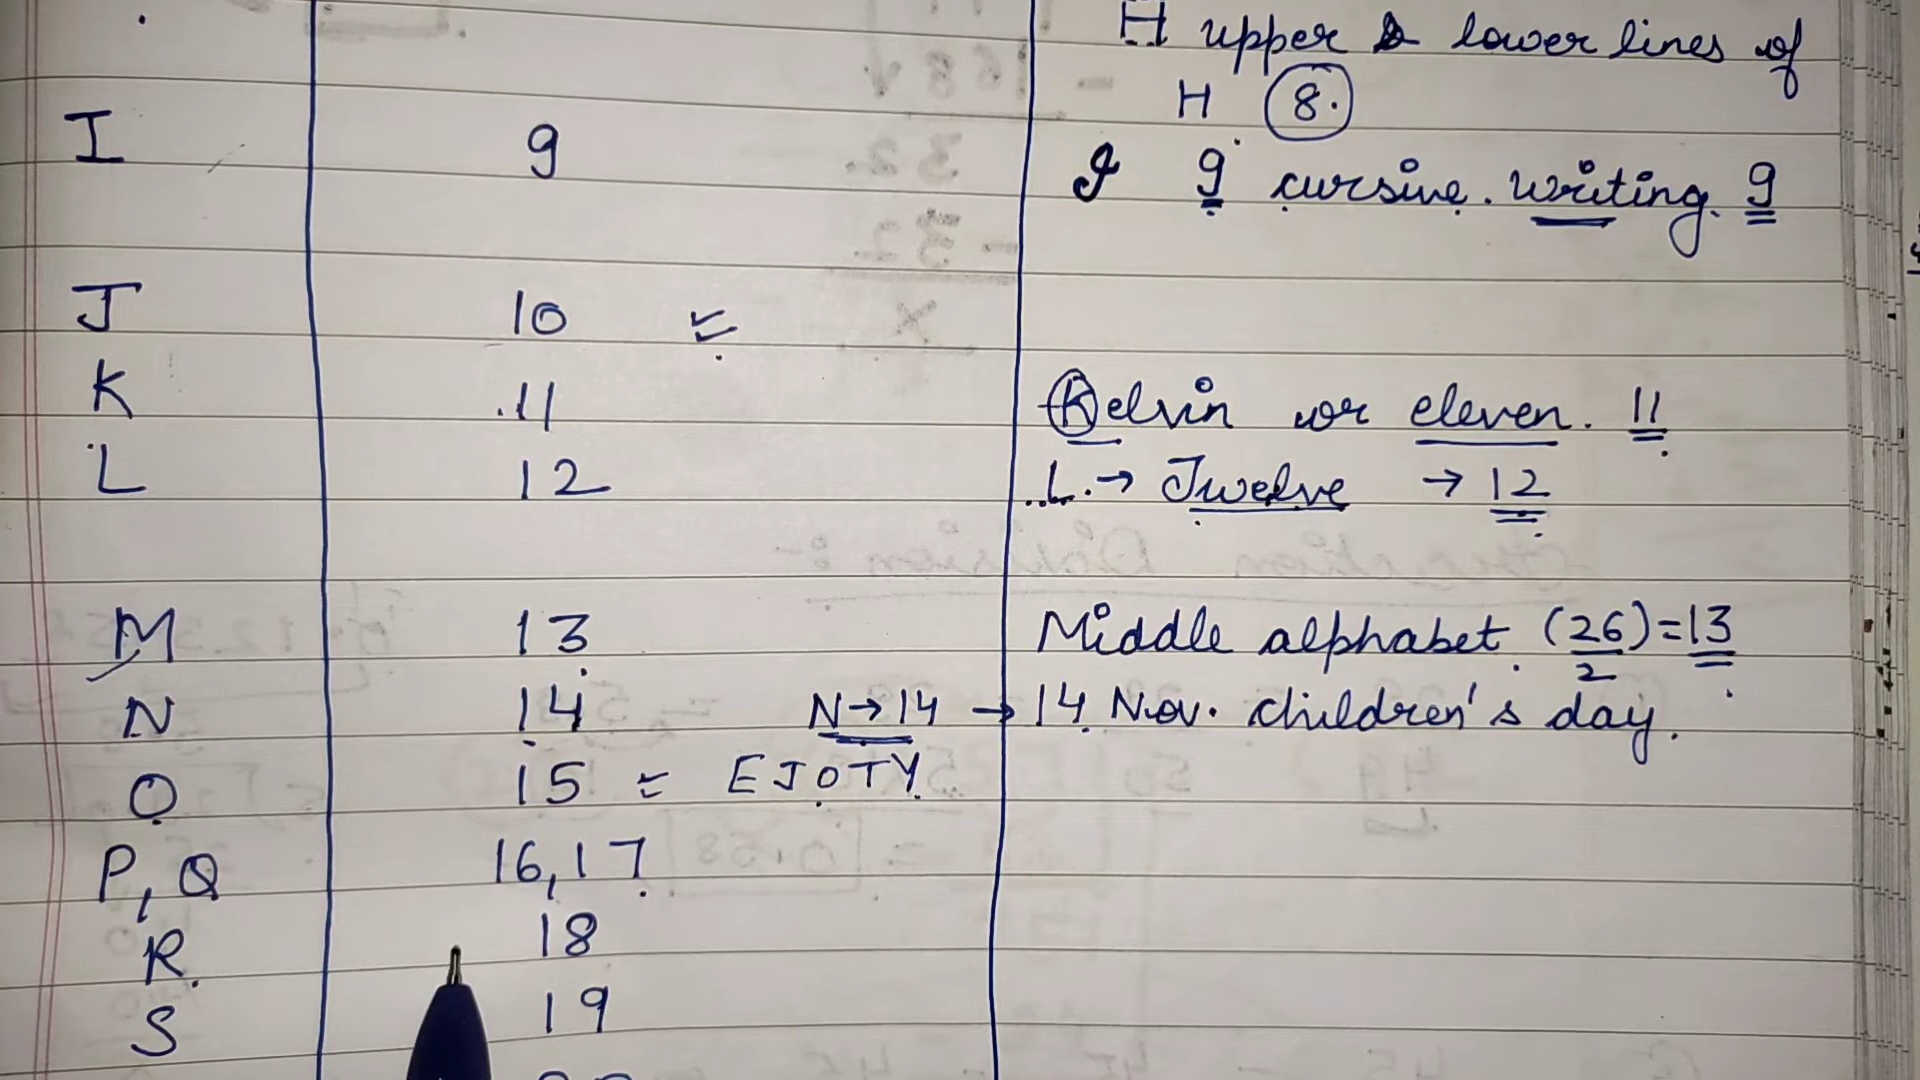 H upper & lower lines of
H 8.
I 9 I 9 cursive. writing. 9
J 10
K 11 Kelvin or eleven. 11
L 12 L. → Twelve → 12
M 13 Middle alphabet. (26/2) = 13
N 14 N → 14 → 14 Nov. children's day.
O 15 = EJOTY
P, Q 16, 17
R. 18
S 19